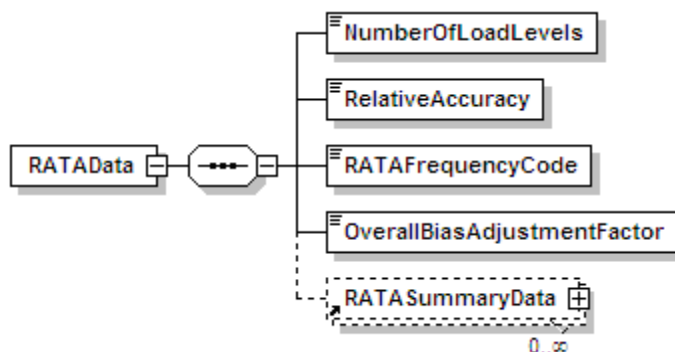 NumberOfLoadLevels
RelativeAccuracy
RATAData
RATAFrequencyCode
OverallBiasAdjustmentFactor
RATASummaryData
0..∞